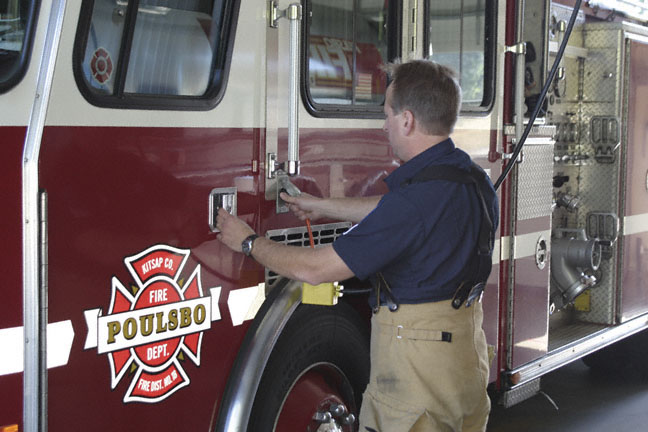 KITSAP CO.
FIRE
POULSBO
DEPT.
FIRE DIST. NO. 18